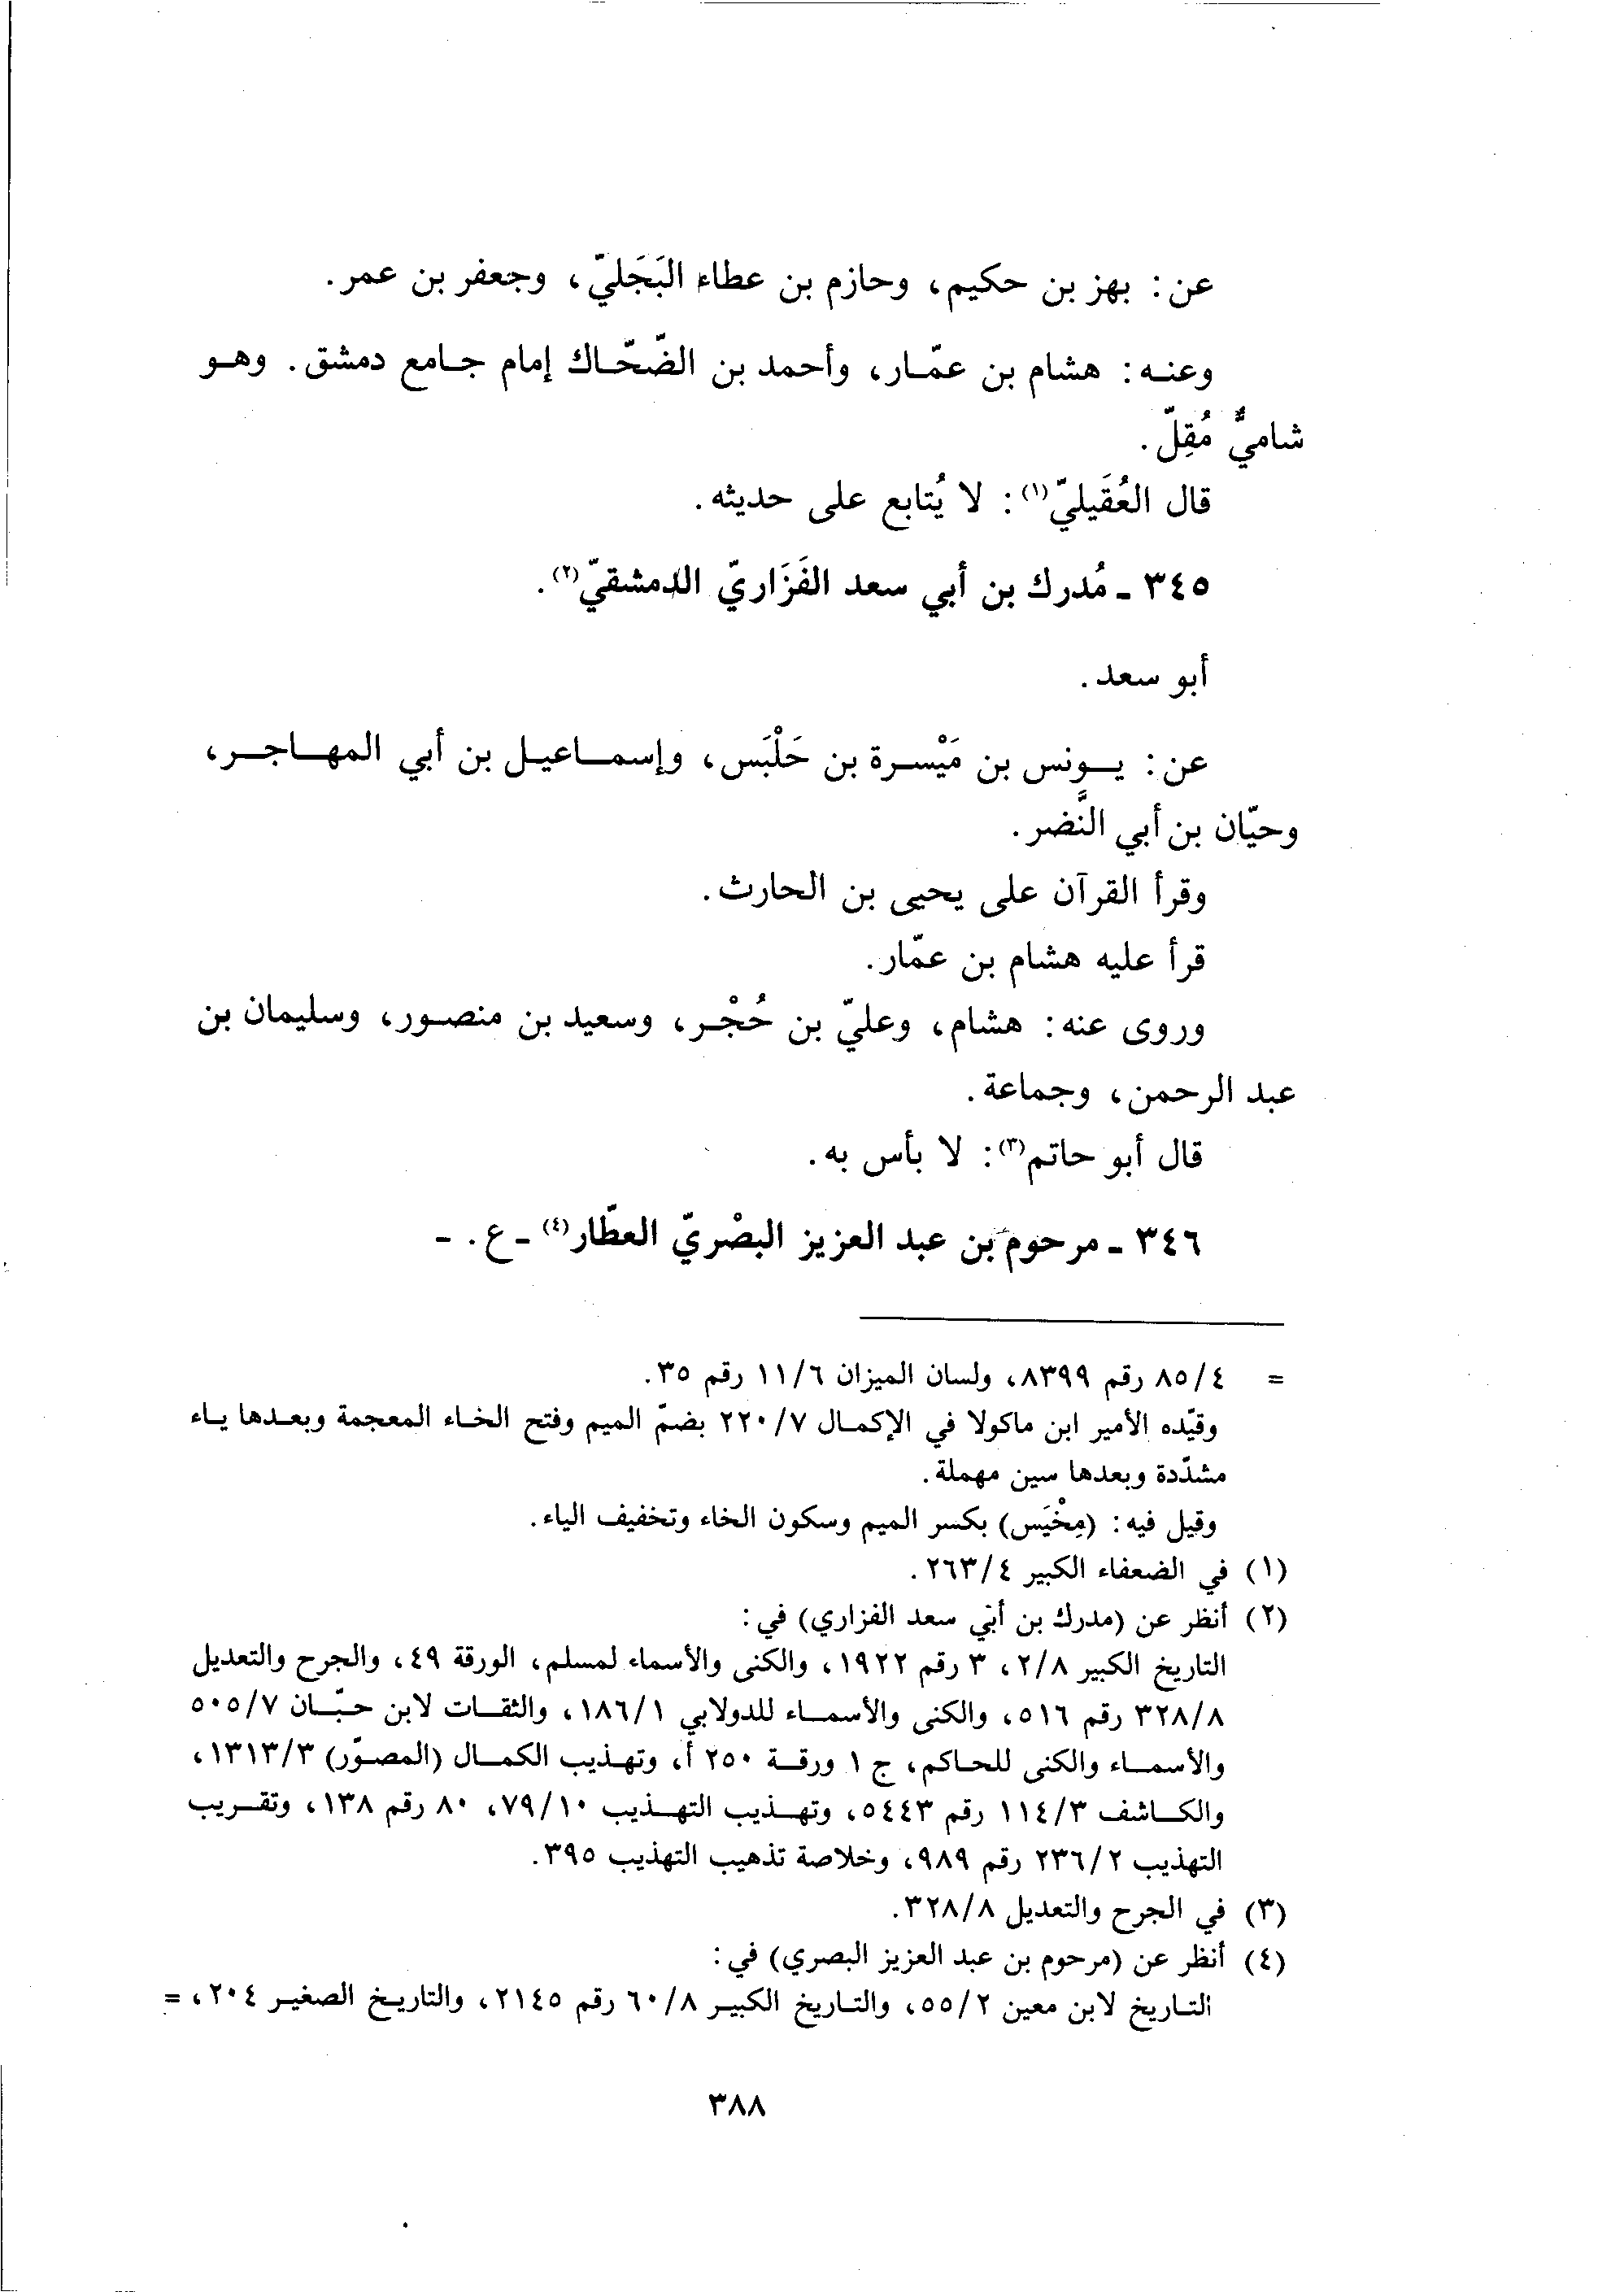 عن: بهز بن حكيم، وحازم بن عطاء البَجَليّ، وجعفر بن عمر.
وعنه: هشام بن عمّار، وأحمد بن الضّحّاك إمام جامع دمشق. وهو
شاميٌّ مُقِلّ.
قال العُقَيليّ(١): لا يُتابع على حديثه.
٣٤٥ ـ مُدرك بن أبي سعد الفَزَاريّ الدمشقيّ(٢).
أبو سعد.
عن: يونس بن مَيْسرة بن حَلْبَس، وإسماعيل بن أبي المهاجر،
وحيّان بن أبي النَّضر.
وقرأ القرآن على يحيى بن الحارث.
قرأ عليه هشام بن عمّار.
وروى عنه: هشام، وعليّ بن حُجْر، وسعيد بن منصور، وسليمان بن
عبد الرحمن، وجماعة.
قال أبو حاتم(٣): لا بأس به.
٣٤٦ ـ مرحوم بن عبد العزيز البصْريّ العطّار(٤) ـ ع. ـ
= ٨٥/٤ رقم ٨٣٩٩، ولسان الميزان ١١/٦ رقم ٣٥.
وقيّده الأمير ابن ماكولا في الإكمال ٢٢٠/٧ بضمّ الميم وفتح الخاء المعجمة وبعدها ياء
مشدّدة وبعدها سين مهملة.
وقيل فيه: (مِخْيَس) بكسر الميم وسكون الخاء وتخفيف الياء.
(١) في الضعفاء الكبير ٢٦٣/٤.
(٢) أنظر عن (مدرك بن أبي سعد الفزاري) في:
التاريخ الكبير ٢/٨، ٣ رقم ١٩٢٢، والكنى والأسماء لمسلم، الورقة ٤٩، والجرح والتعديل
٣٢٨/٨ رقم ٥١٦، والكنى والأسماء للدولابي ١٨٦/١، والثقات لابن حبّان ٥٠٥/٧
والأسماء والكنى للحاكم، ج ١ ورقة ٢٥٠ أ، وتهذيب الكمال (المصوّر) ١٣١٣/٣،
والكاشف ١١٤/٣ رقم ٥٤٤٣، وتهذيب التهذيب ٧٩/١٠، ٨٠ رقم ١٣٨، وتقريب
التهذيب ٢٣٦/٢ رقم ٩٨٩، وخلاصة تذهيب التهذيب ٣٩٥.
(٣) في الجرح والتعديل ٣٢٨/٨.
(٤) أنظر عن (مرحوم بن عبد العزيز البصري) في:
التاريخ لابن معين ٥٥/٢، والتاريخ الكبير ٦٠/٨ رقم ٢١٤٥، والتاريخ الصغير ٢٠٤، =
٣٨٨